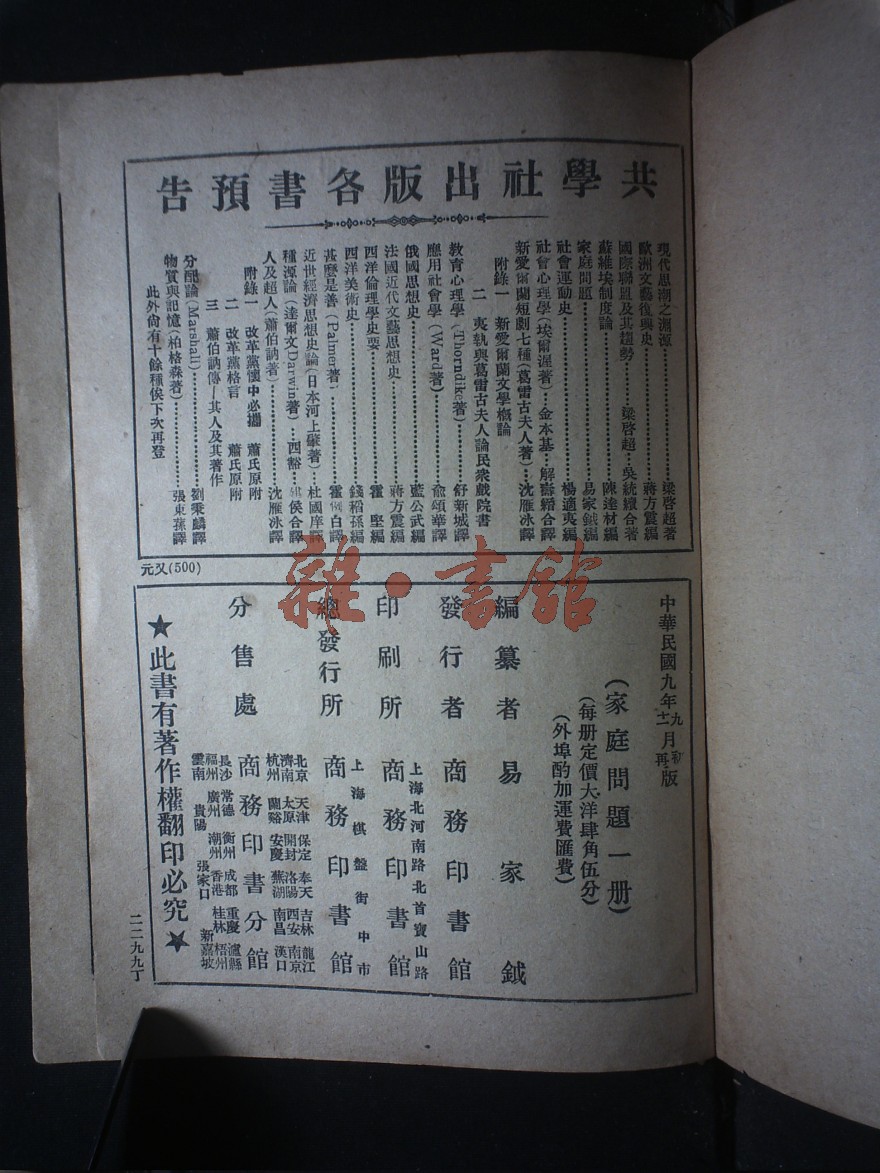 共學社出版各書預告
現代思潮之淵源……梁啓超著
歐洲文藝復興史……蔣方震編
國際聯盟及其趨勢……梁啓超…吳統續合著
蘇維埃制度論……陳達材編
家庭問題……易家鉞編
社會運動史……楊適夷編
社會心理學(埃爾渥著)…金本基…解壽縉合譯
新愛爾蘭短劇七種(葛雷古夫人著)…沈雁冰譯
附錄一 新愛爾蘭文學概論
二 夷執與葛雷古夫人論民衆戲院書
教育心理學(Thorndike著)……舒新城譯
應用社會學(Ward著)……兪頌華譯
俄國思想史……藍公武編
法國近代文藝思想史……蔣方震編
西洋倫理學史要……霍 堅編
西洋美術史……錢稻孫編
甚麼是善(Palmer著)……霍 白譯
近世經濟思想史論(日本河上肇著)…杜國庠譯
種源論(達爾文Darwin著)…四谿…侯合譯
人及超人(蕭伯訥著)……沈雁冰譯
附錄一 改革黨懷中必攜 蕭氏原附
二 改革黨格言 蕭氏原附
三 蕭伯訥傳—其人及其著作
分配論(Marshall)……劉秉麟譯
物質與記憶(柏格森著)……張東蓀譯
此外尙有十餘種俟下次再登
元又(500)
中華民國九年九月初版
十二月再版
(家庭問題一册)
(每册定價大洋肆角伍分)
(外埠酌加運費匯費)
編纂者 易家鉞
發行者 商務印書館
上海北河南路北首寶山路
印刷所 商務印書館
上海棋盤街中市
總發行所 商務印書館
北京 天津 保定 奉天 吉林 龍江
濟南 太原 開封 洛陽 西安 南京
杭州 蘭谿 安慶 蕪湖 南昌 漢口
分售處 商務印書分館
長沙 常德 衡州 成都 重慶 瀘縣
福州 廣州 潮州 香港 桂林 梧州
雲南 貴陽 張家口 新嘉坡
★此書有著作權翻印必究★
二二九九丁
雜·書館